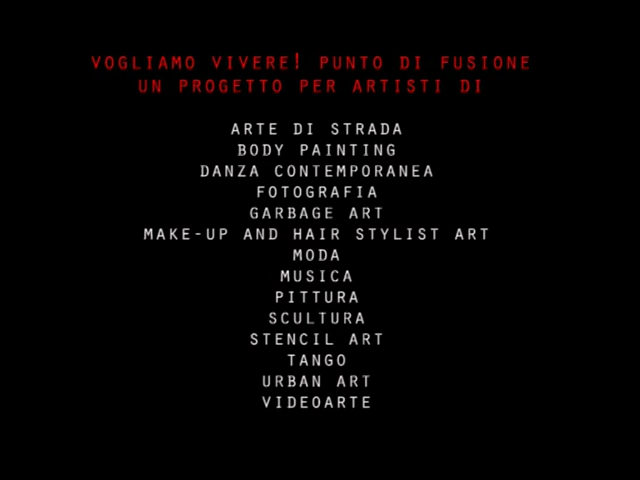 VOGLIAMO VIVERE! PUNTO DI FUSIONE
UN PROGETTO PER ARTISTI DI
ARTE DI STRADA
BODY PAINTING
DANZA CONTEMPORANEA
FOTOGRAFIA
GARBAGE ART
MAKE-UP AND HAIR STYLIST ART
MODA
MUSICA
PITTURA
SCULTURA
STENCIL ART
TANGO
URBAN ART
VIDEOARTE